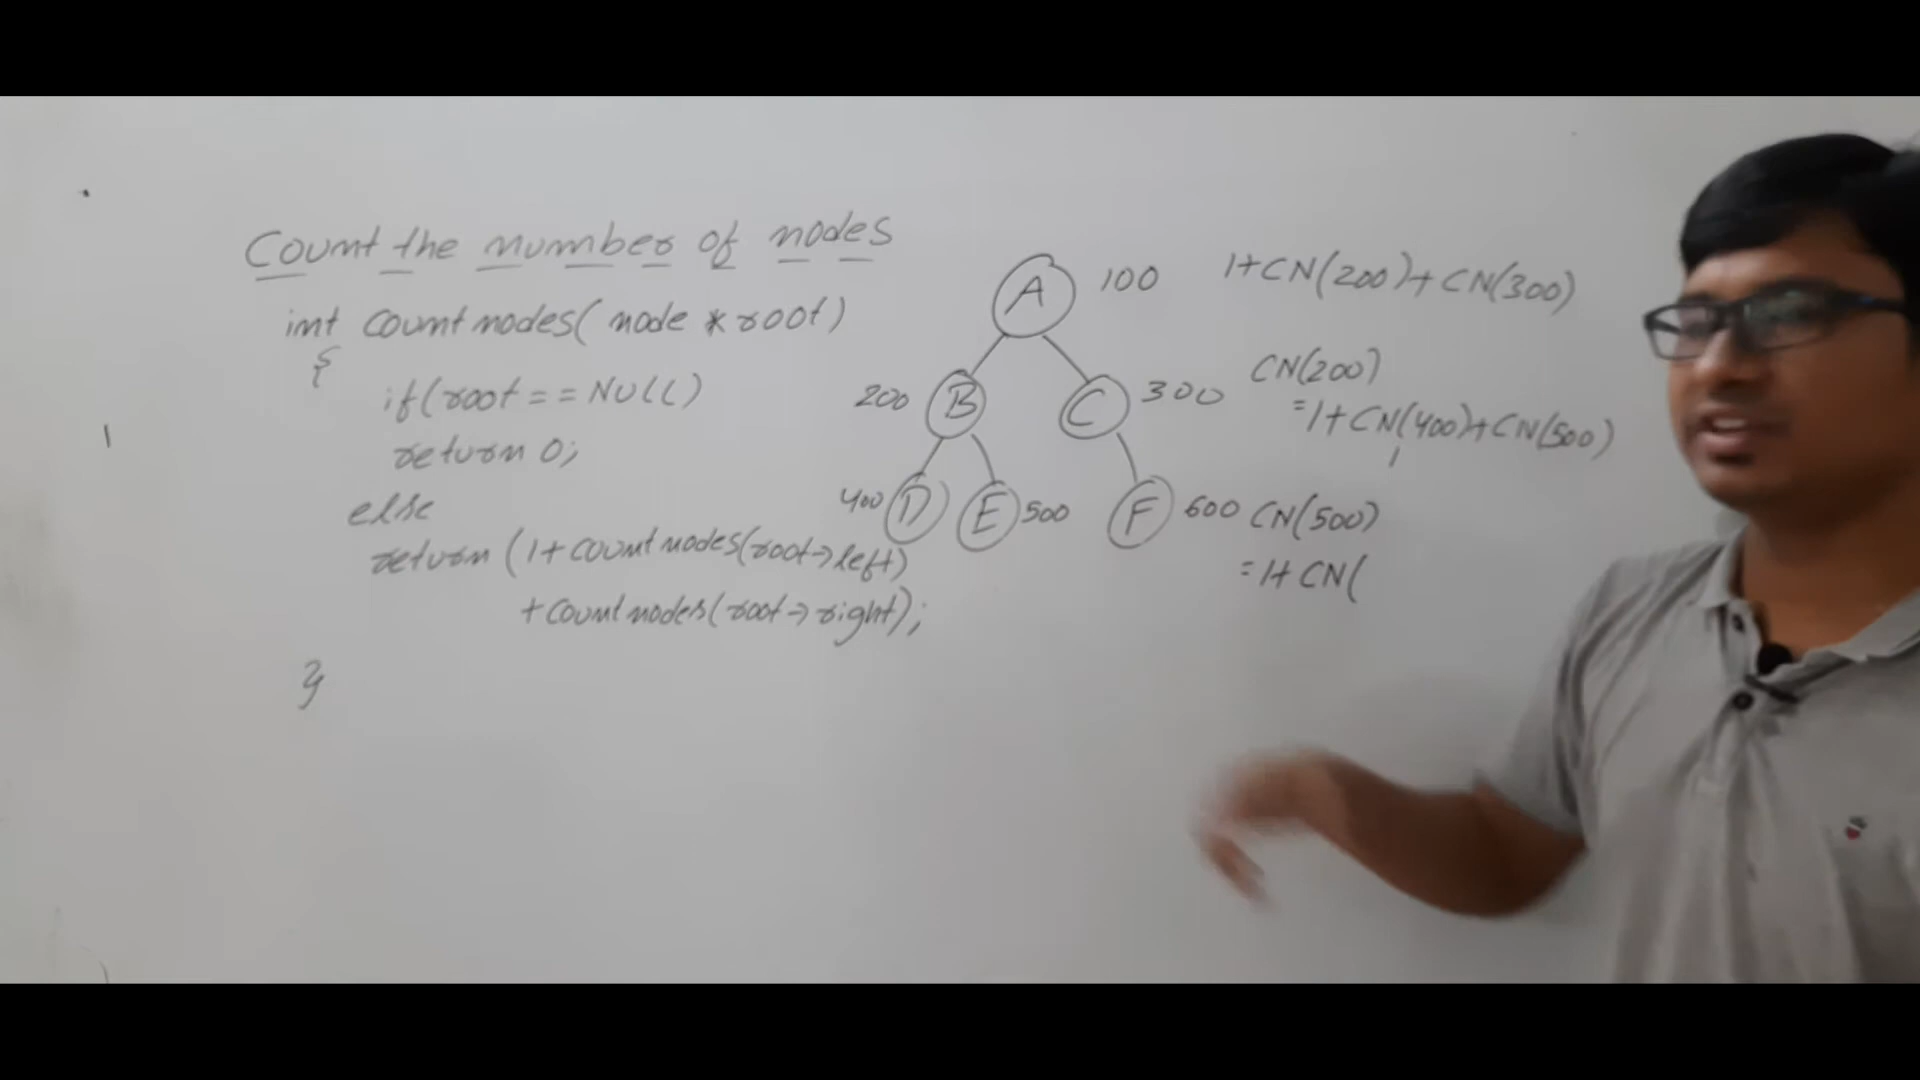 Count the number of nodes
int countnodes( node * root)
{
if(root == NULL)
return 0;
else
return (1+countnodes(root->left)
+countnodes(root->right);
}
A 100
200 B
C 300
400 D
E 500
F 600
1+CN(200)+CN(300)
CN(200)
=1+CN(400)+CN(500)
1
CN(500)
=1+CN(